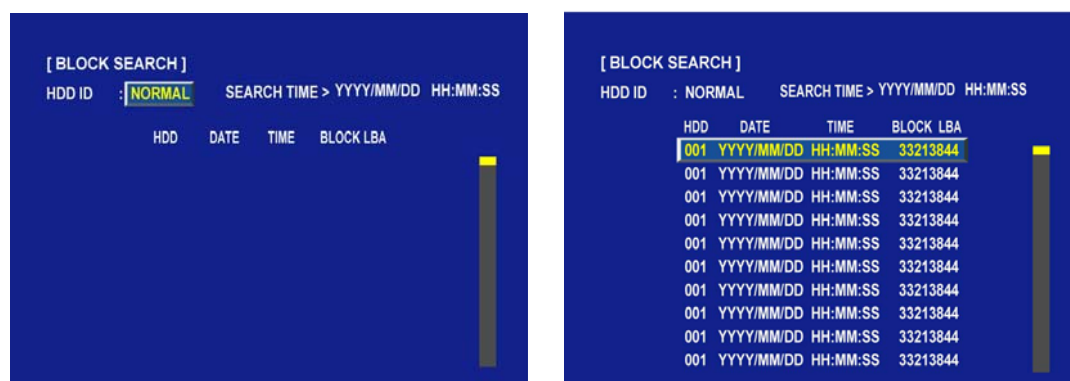 [ BLOCK SEARCH ]
HDD ID : NORMAL SEARCH TIME > YYYY/MM/DD HH:MM:SS
HDD DATE TIME BLOCK LBA
[ BLOCK SEARCH ]
HDD ID : NORMAL SEARCH TIME > YYYY/MM/DD HH:MM:SS
HDD DATE TIME BLOCK LBA
001 YYYY/MM/DD HH:MM:SS 33213844
001 YYYY/MM/DD HH:MM:SS 33213844
001 YYYY/MM/DD HH:MM:SS 33213844
001 YYYY/MM/DD HH:MM:SS 33213844
001 YYYY/MM/DD HH:MM:SS 33213844
001 YYYY/MM/DD HH:MM:SS 33213844
001 YYYY/MM/DD HH:MM:SS 33213844
001 YYYY/MM/DD HH:MM:SS 33213844
001 YYYY/MM/DD HH:MM:SS 33213844
001 YYYY/MM/DD HH:MM:SS 33213844